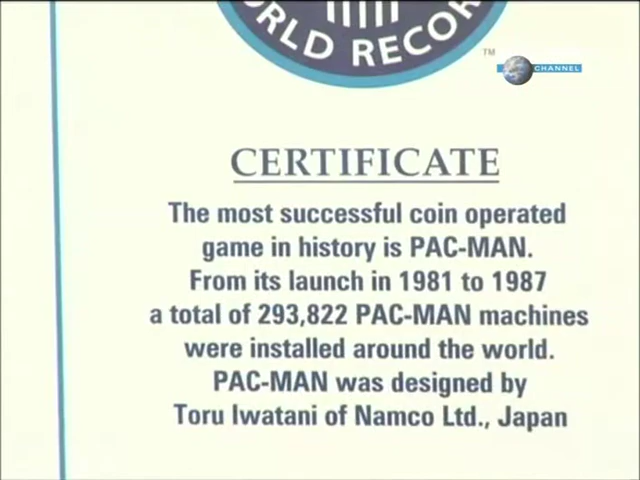 ORLD RECOR
TM
CHANNEL
CERTIFICATE
The most successful coin operated
game in history is PAC-MAN.
From its launch in 1981 to 1987
a total of 293,822 PAC-MAN machines
were installed around the world.
PAC-MAN was designed by
Toru Iwatani of Namco Ltd., Japan